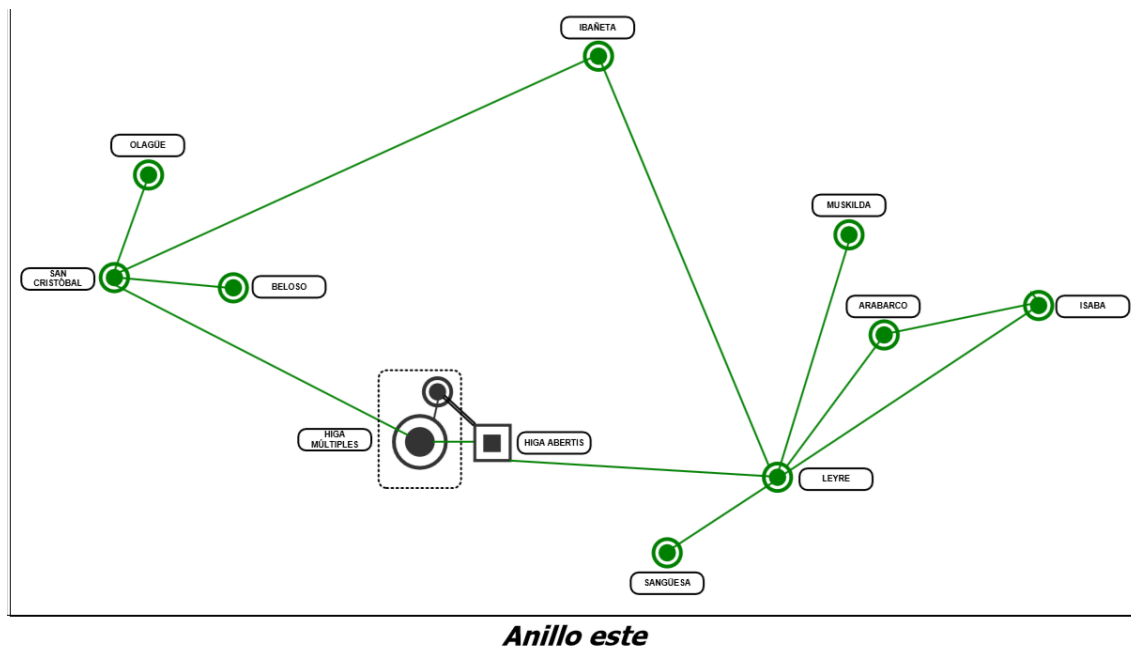 IBAÑETA
OLAGÜE
MUSKILDA
SAN
CRISTÓBAL
BELOSO
ARABARCO
ISABA
HIGA
MÚLTIPLES
HIGA ABERTIS
LEYRE
SANGÜESA
Anillo este